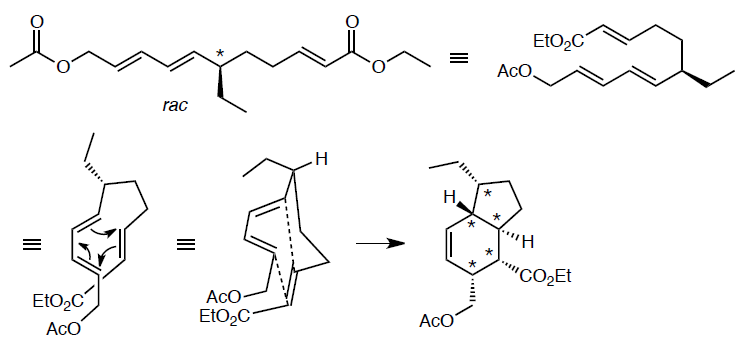 O
O
O
*
O
rac
≡
EtO₂C
AcO
≡
EtO₂C
AcO
≡
H
AcO
EtO₂C
H
*
*
*
H
*
*
CO₂Et
AcO